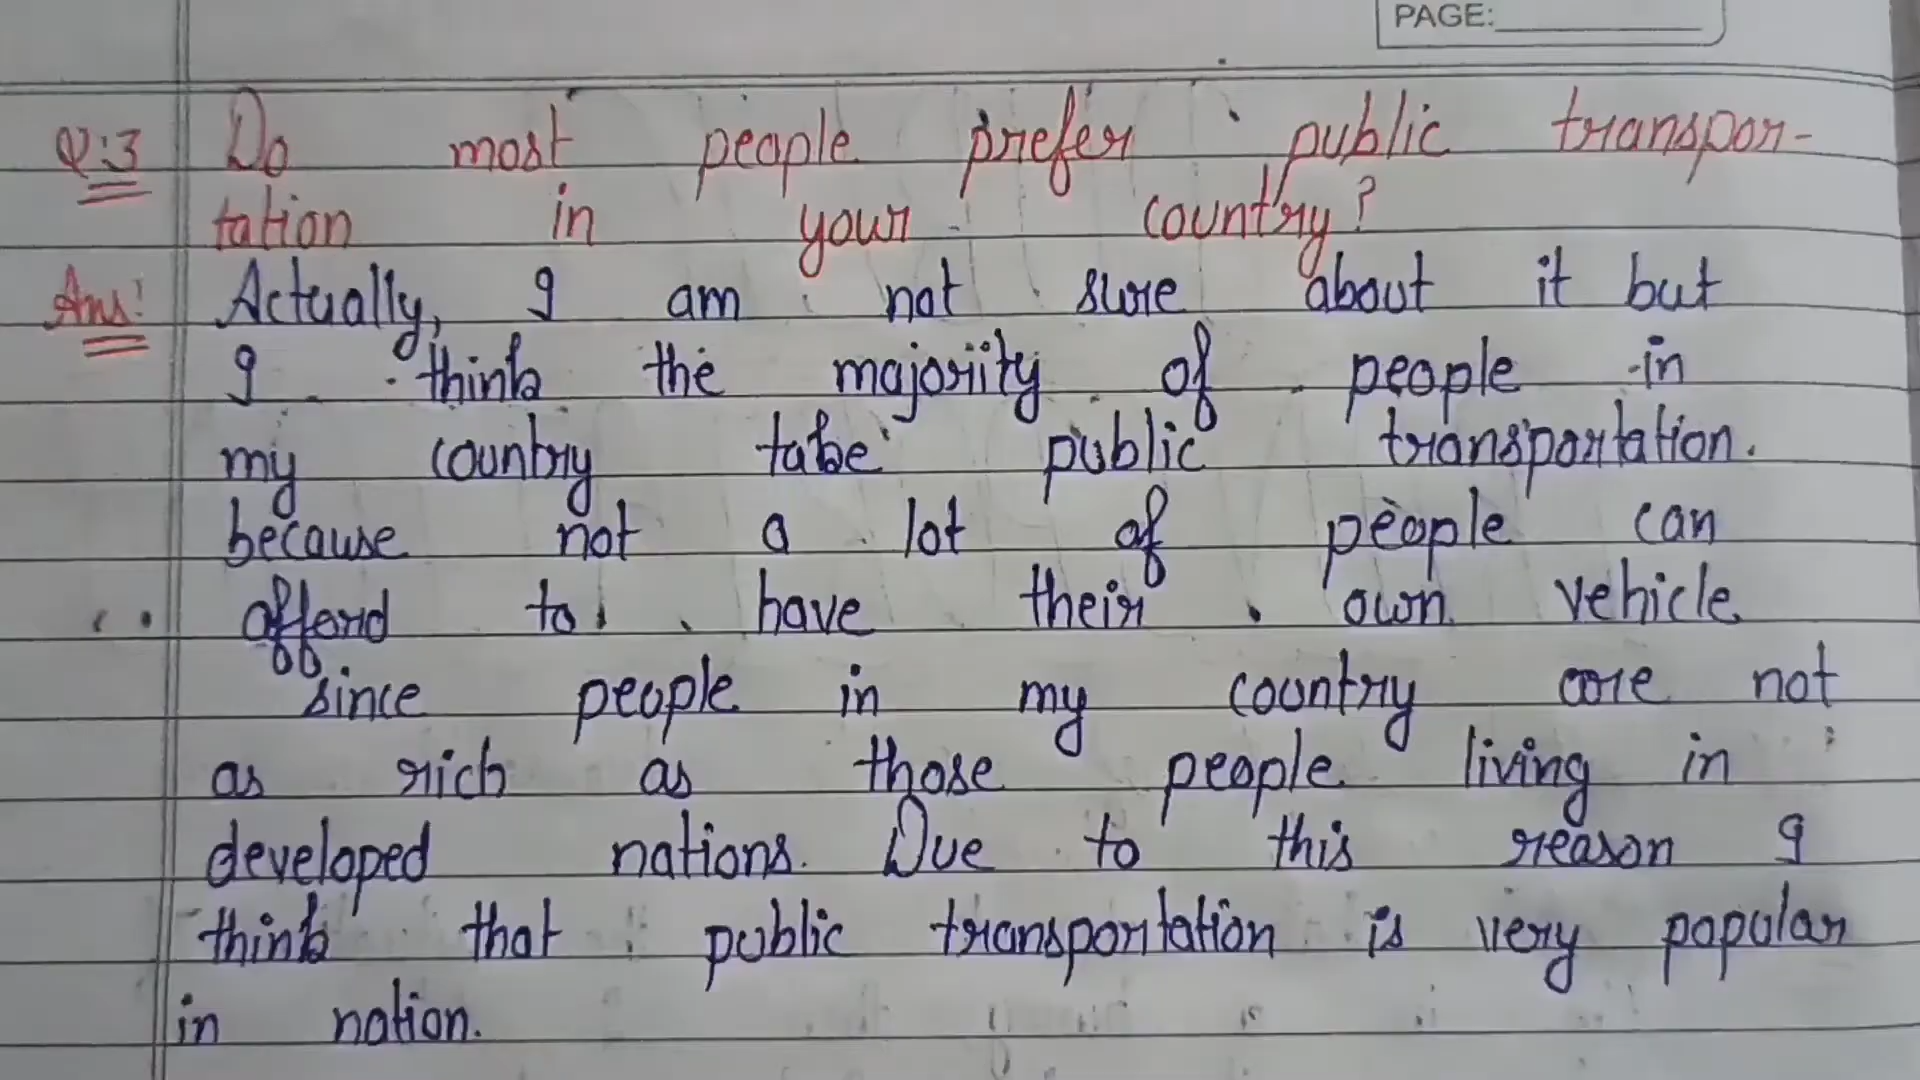 PAGE:
Q:3 Do most people prefer public transpor-
tation in your country?
Ans: Actually, I am not sure about it but
I think the majoriity of people in
my country take public transportation.
because not a lot of people can
afford to have their own vehicle
since people in my country are not
as rich as those people living in
developed nations. Due to this reason I
think that public transportation is very popular
in nation.